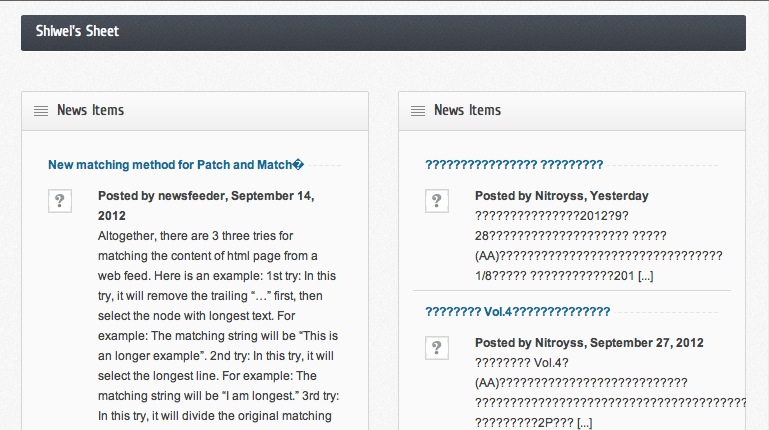 Shiwei's Sheet
News Items
New matching method for Patch and Match�
?
Posted by newsfeeder, September 14,
2012
Altogether, there are 3 three tries for
matching the content of html page from a
web feed. Here is an example: 1st try: In this
try, it will remove the trailing “…” first, then
select the node with longest text. For
example: The matching string will be “This is
an longer example”. 2nd try: In this try, it will
select the longest line. For example: The
matching string will be “I am longest.” 3rd try:
In this try, it will divide the original matching
News Items
???????????????? ?????????
?
Posted by Nitroyss, Yesterday
???????????????2012?9?
28???????????????????? ?????
(AA)????????????????????????????????
1/8????? ????????????201 [...]
???????? Vol.4??????????????
?
Posted by Nitroyss, September 27, 2012
???????? Vol.4?
(AA)???????????????????????????
???????????????????????????????????????
?????????2P??? [...]